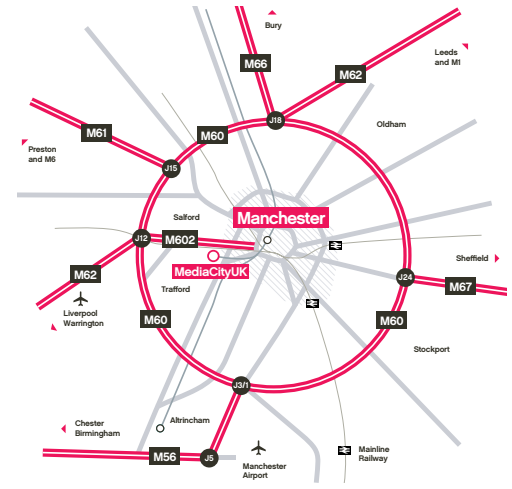 Bury
M66
M62
Leeds
and M1
M61
M60
J18
Oldham
Preston
and M6
J15
Salford
Manchester
J12
M602
MediaCityUK
Sheffield
M62
Trafford
J24
M67
Liverpool
Warrington
M60
M60
Stockport
J3/1
Chester
Birmingham
Altrincham
M56
J5
Manchester
Airport
Mainline
Railway